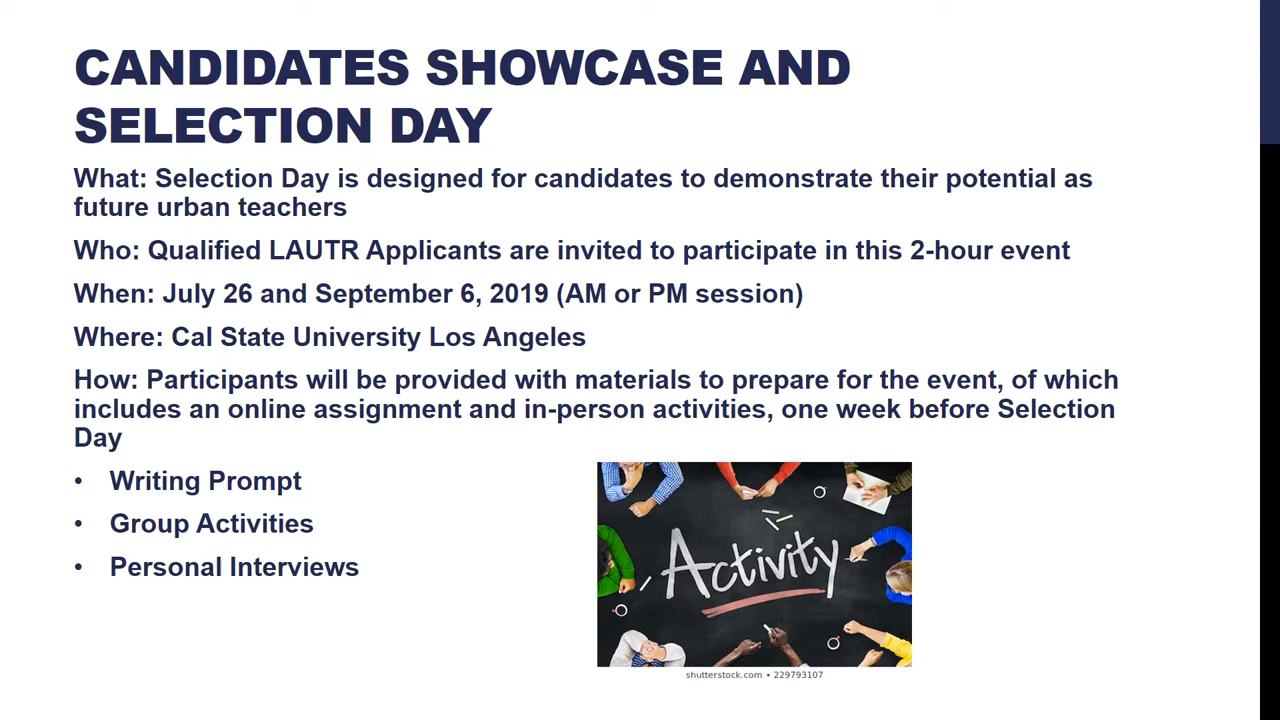 CANDIDATES SHOWCASE AND
SELECTION DAY
What: Selection Day is designed for candidates to demonstrate their potential as
future urban teachers
Who: Qualified LAUTR Applicants are invited to participate in this 2-hour event
When: July 26 and September 6, 2019 (AM or PM session)
Where: Cal State University Los Angeles
How: Participants will be provided with materials to prepare for the event, of which
includes an online assignment and in-person activities, one week before Selection
Day
• Writing Prompt
• Group Activities
• Personal Interviews
Activity
shutterstock.com • 229793107